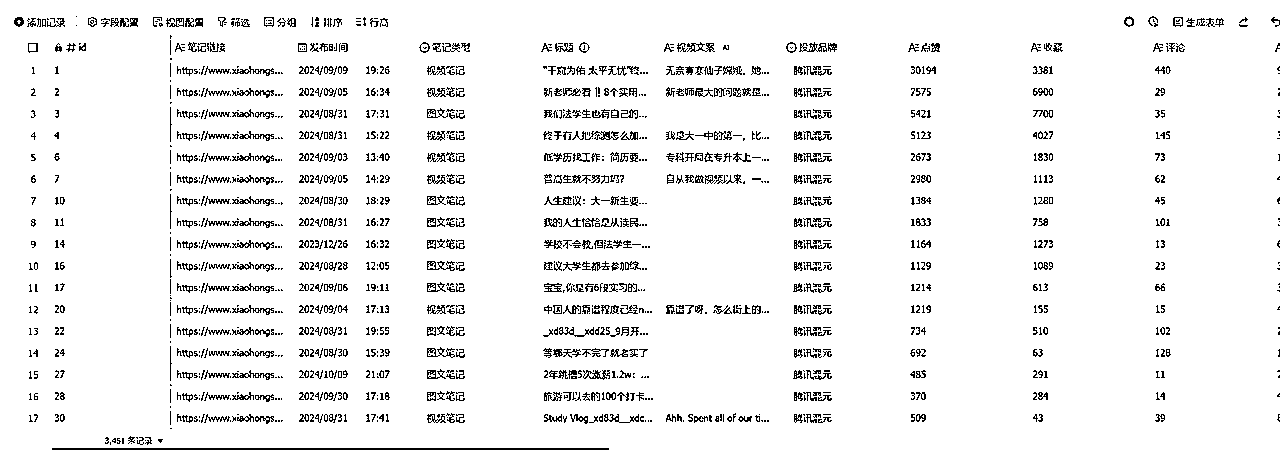 添加记录 字段配置 视图配置 筛选 分组 排序 行高 生成表单
id 笔记链接 发布时间 笔记类型 标题 视频文案 AI 投放品牌 点赞 收藏 评论
1 1 https://www.xiaohongs... 2024/09/09 19:26 视频笔记 "千宛为佑 太平无忧"终... 无奈青衣仙子嫦娥，她... 腾讯混元 30194 3381 440
2 2 https://www.xiaohongs... 2024/09/05 16:34 视频笔记 新老师必看‼8个实用... 新老师最大的问题就是... 腾讯混元 7575 6900 29
3 3 https://www.xiaohongs... 2024/08/31 17:31 图文笔记 我们法学生也有自己的... 腾讯混元 5421 7700 35
4 4 https://www.xiaohongs... 2024/08/31 15:22 视频笔记 终于有人把综测怎么加... 我是大一中的第一，比... 腾讯混元 5123 4027 145
5 6 https://www.xiaohongs... 2024/09/03 13:40 视频笔记 低学历找工作：简历要... 专科开局在专升本上一... 腾讯混元 2673 1830 73
6 7 https://www.xiaohongs... 2024/09/05 14:29 视频笔记 普高生就不努力吗？ 自从我做视频以来，一... 腾讯混元 2980 1113 62
7 10 https://www.xiaohongs... 2024/08/30 18:29 图文笔记 人生建议：大一新生要... 腾讯混元 1384 1280 45
8 11 https://www.xiaohongs... 2024/08/31 16:27 图文笔记 我的人生恰恰是从读民... 腾讯混元 1833 758 101
9 14 https://www.xiaohongs... 2023/12/26 16:32 图文笔记 学校不会教,但法学生一... 腾讯混元 1164 1273 13
10 16 https://www.xiaohongs... 2024/08/28 12:05 图文笔记 建议大学生都去参加综... 腾讯混元 1129 1089 23
11 17 https://www.xiaohongs... 2024/09/06 19:11 图文笔记 宝宝,你是有6段实习的... 腾讯混元 1214 613 66
12 20 https://www.xiaohongs... 2024/09/04 17:13 视频笔记 中国人的靠谱程度已经n... 靠谱了呀，怎么街上的... 腾讯混元 1219 155 15
13 22 https://www.xiaohongs... 2024/08/31 19:55 图文笔记 _xd83d__xdd25_9月开... 腾讯混元 734 510 102
14 24 https://www.xiaohongs... 2024/08/30 15:39 图文笔记 等哪天学不完了就老实了 腾讯混元 692 63 128
15 27 https://www.xiaohongs... 2024/10/09 21:07 图文笔记 2年跳槽5次涨薪1.2w： ... 腾讯混元 485 291 11
16 28 https://www.xiaohongs... 2024/09/30 17:18 图文笔记 旅游可以去的100个打卡... 腾讯混元 370 284 14
17 30 https://www.xiaohongs... 2024/08/31 17:41 视频笔记 Study Vlog_xd83d__xdc... Ahh. Spent all of our ti... 腾讯混元 509 43 39
3,451 条记录